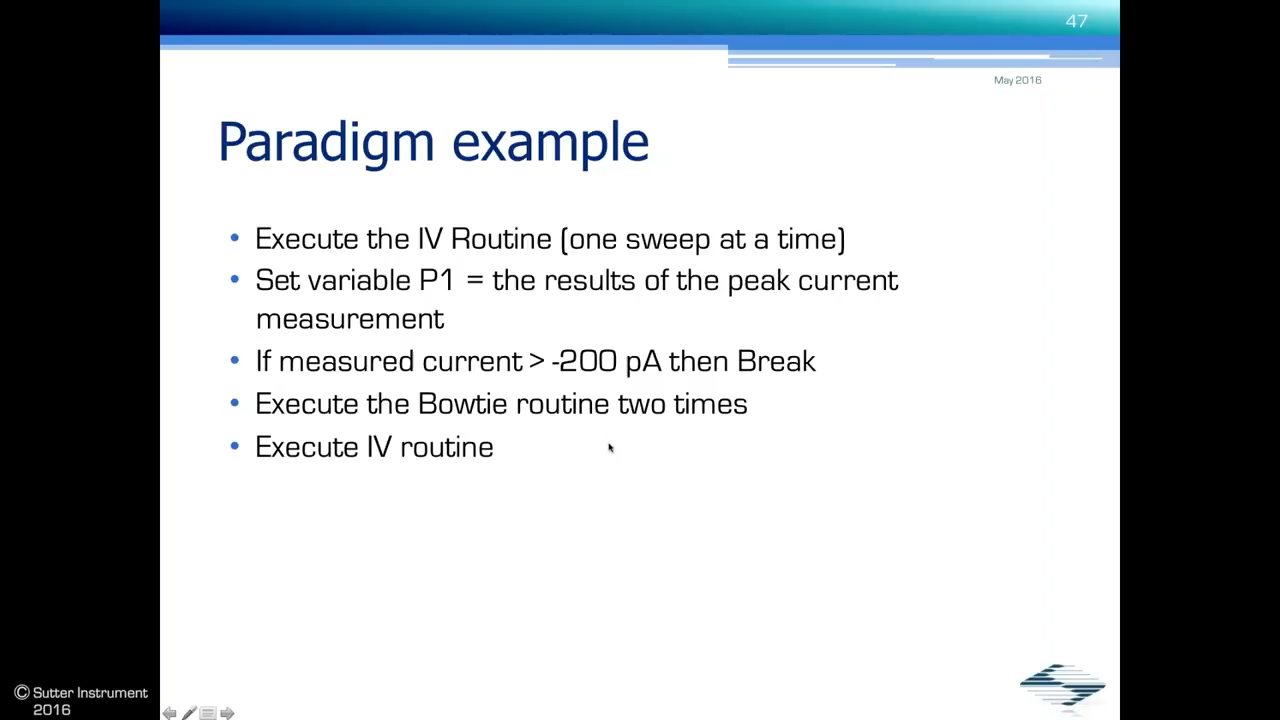 47
May 2016
Paradigm example
• Execute the IV Routine (one sweep at a time)
• Set variable P1 = the results of the peak current
measurement
• If measured current > -200 pA then Break
• Execute the Bowtie routine two times
• Execute IV routine
© Sutter Instrument
2016